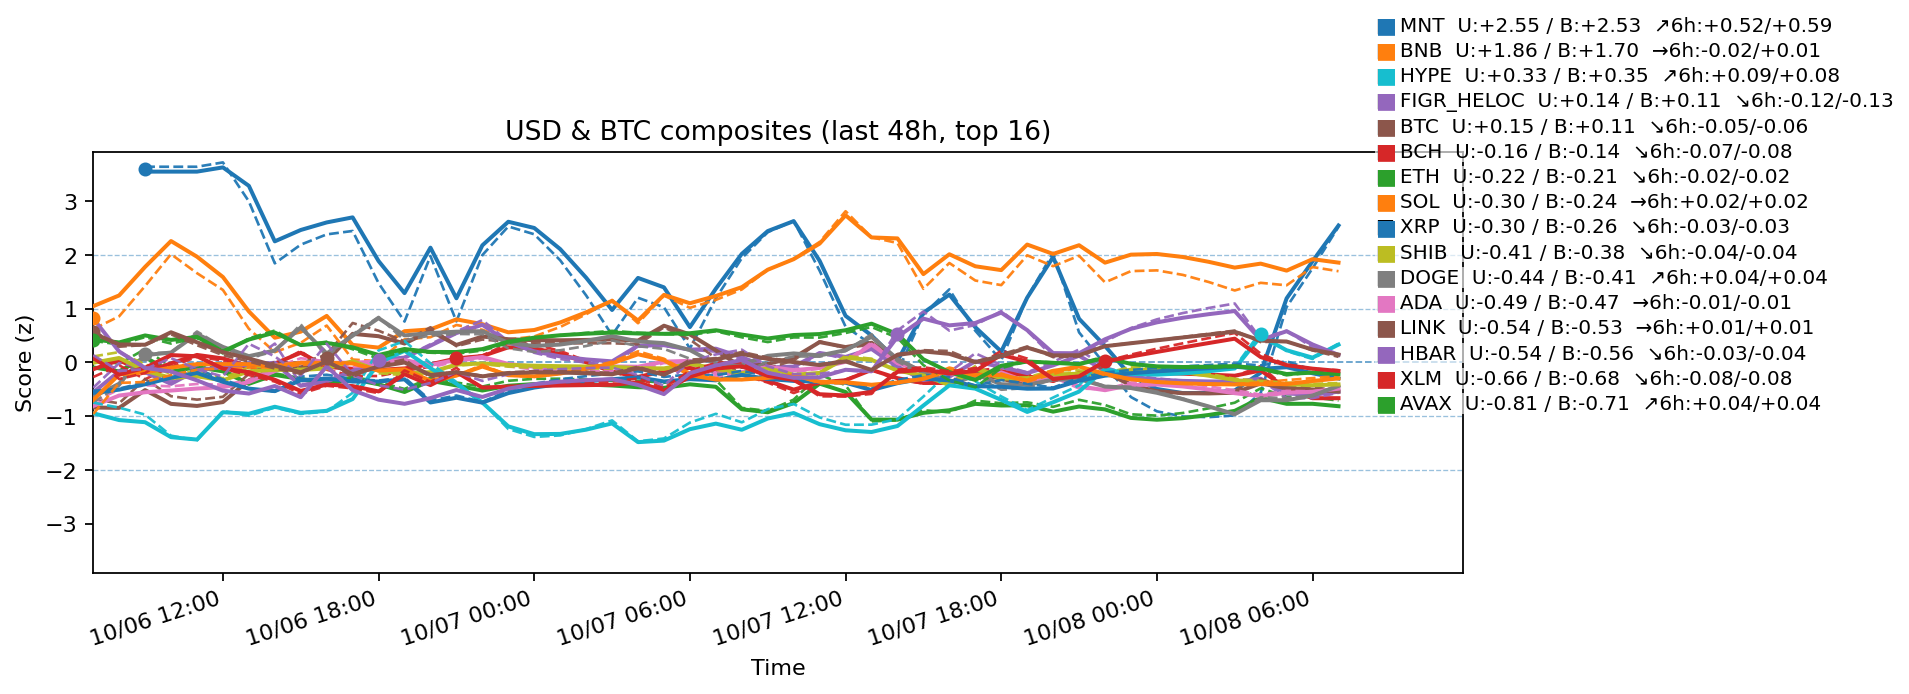 MNT U:+2.55 / B:+2.53 ↗6h:+0.52/+0.59
BNB U:+1.86 / B:+1.70 →6h:-0.02/+0.01
HYPE U:+0.33 / B:+0.35 ↗6h:+0.09/+0.08
FIGR_HELOC U:+0.14 / B:+0.11 ↘6h:-0.12/-0.13
BTC U:+0.15 / B:+0.11 ↘6h:-0.05/-0.06
BCH U:-0.16 / B:-0.14 ↘6h:-0.07/-0.08
ETH U:-0.22 / B:-0.21 ↘6h:-0.02/-0.02
SOL U:-0.30 / B:-0.24 →6h:+0.02/+0.02
XRP U:-0.30 / B:-0.26 ↘6h:-0.03/-0.03
SHIB U:-0.41 / B:-0.38 ↘6h:-0.04/-0.04
DOGE U:-0.44 / B:-0.41 ↗6h:+0.04/+0.04
ADA U:-0.49 / B:-0.47 →6h:-0.01/-0.01
LINK U:-0.54 / B:-0.53 →6h:+0.01/+0.01
HBAR U:-0.54 / B:-0.56 ↘6h:-0.03/-0.04
XLM U:-0.66 / B:-0.68 ↘6h:-0.08/-0.08
AVAX U:-0.81 / B:-0.71 ↗6h:+0.04/+0.04
USD & BTC composites (last 48h, top 16)
Score (z)
3
2
1
0
−1
−2
−3
10/06 12:00
10/06 18:00
10/07 00:00
10/07 06:00
10/07 12:00
10/07 18:00
10/08 00:00
10/08 06:00
Time